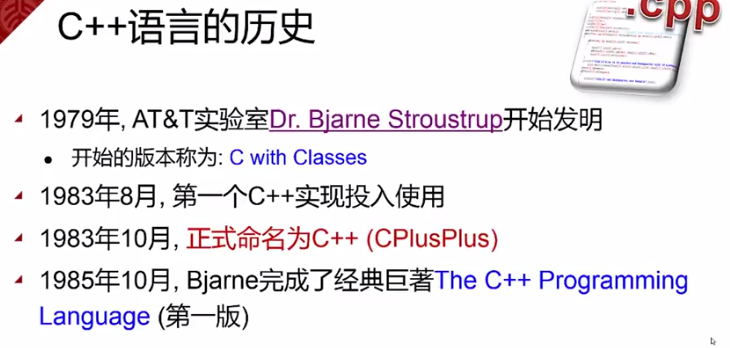 .cpp
C++语言的历史
1979年, AT&T实验室Dr. Bjarne Stroustrup开始发明
开始的版本称为: C with Classes
1983年8月, 第一个C++实现投入使用
1983年10月, 正式命名为C++ (CPlusPlus)
1985年10月, Bjarne完成了经典巨著The C++ Programming
Language (第一版)